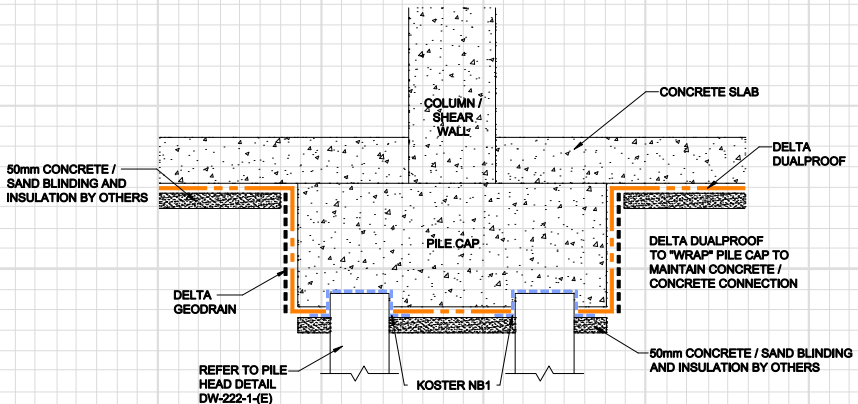 COLUMN /
SHEAR
WALL
CONCRETE SLAB
DELTA
DUALPROOF
50mm CONCRETE /
SAND BLINDING AND
INSULATION BY OTHERS
PILE CAP
DELTA DUALPROOF
TO "WRAP" PILE CAP TO
MAINTAIN CONCRETE /
CONCRETE CONNECTION
DELTA
GEODRAIN
50mm CONCRETE / SAND BLINDING
AND INSULATION BY OTHERS
REFER TO PILE
HEAD DETAIL
DW-222-1-(E)
KOSTER NB1